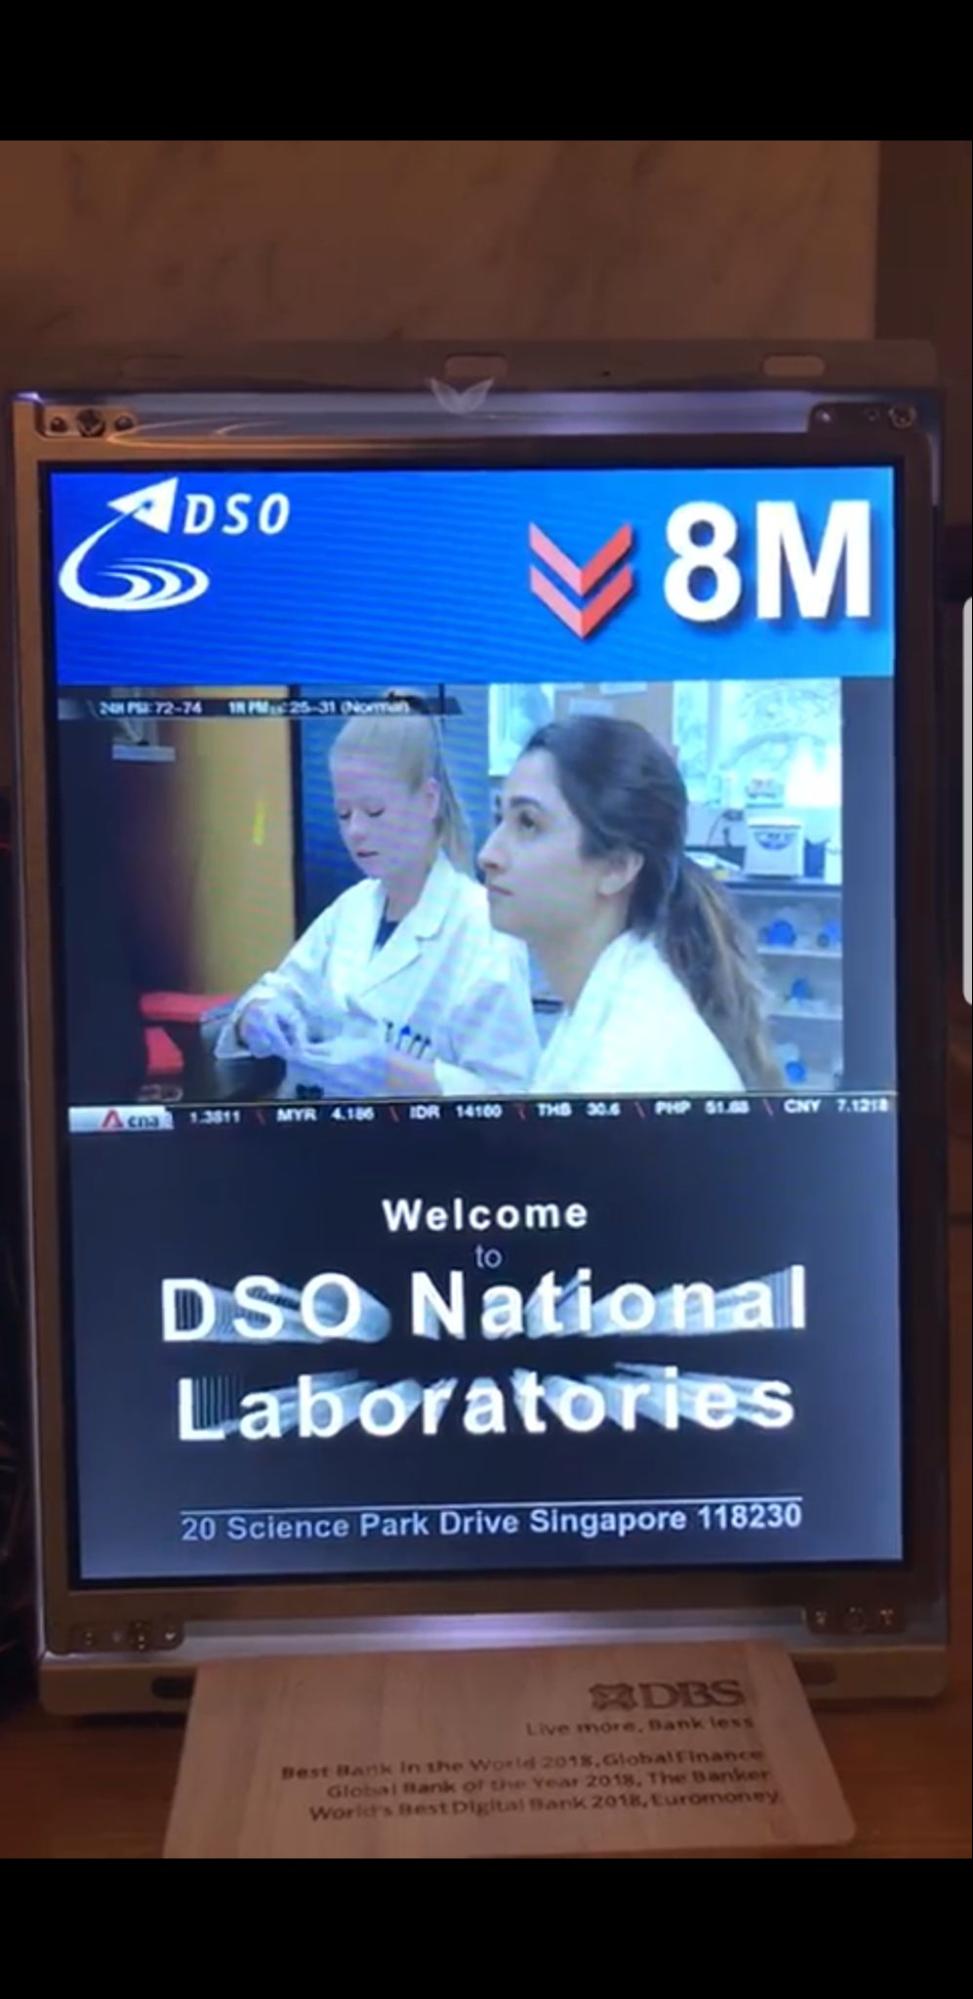 DSO
8M
24H PSI: 72-74 1H PM 25-31 (Normal)
cna 1.3811 \ MYR 4.186 \ IDR 14160 \ THB 30.6 \ PHP 51.68 \ CNY 7.1218
Welcome
to
DSO National
Laboratories
20 Science Park Drive Singapore 118230
DBS
Live more, Bank less
Best Bank in the World 2018, Global Finance
Global Bank of the Year 2018, The Banker
World's Best Digital Bank 2018, Euromoney